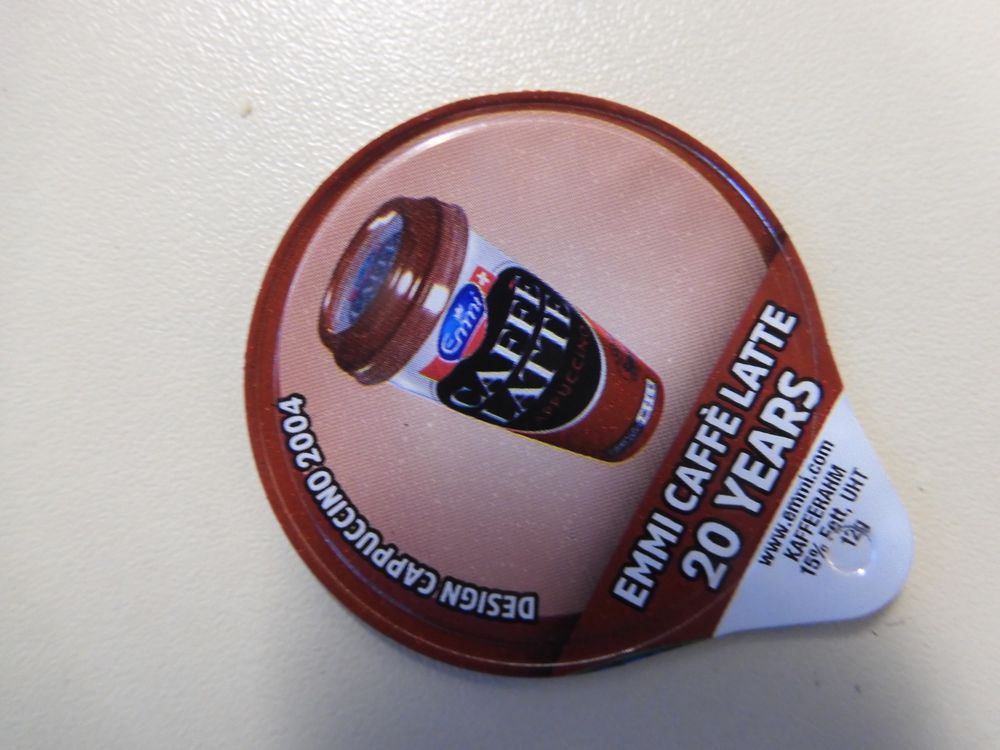 Emmi
CAFFÈ
LATTE
CAPPUCCINO
DESIGN CAPPUCCINO 2004
EMMI CAFFÈ LATTE
20 YEARS
www.emmi.com
KAFFEERAHM
15% Fett, UHT
12g